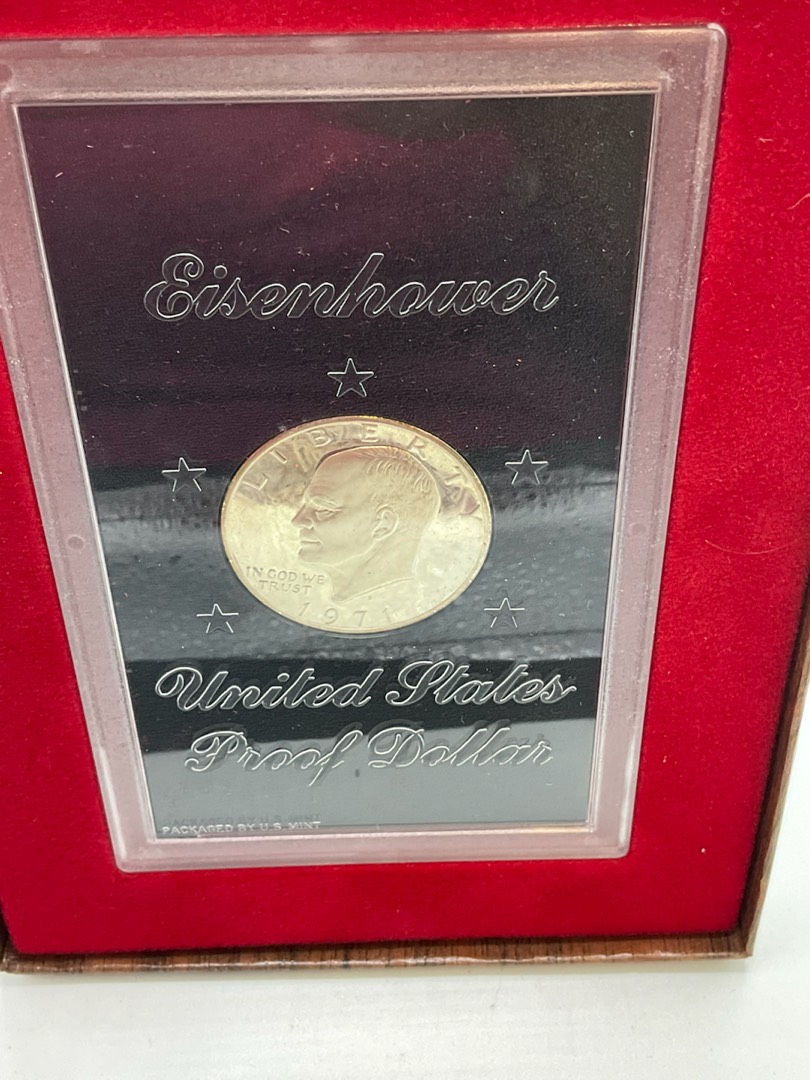 Eisenhower
LIBERTY
IN GOD WE
TRUST
1971
United States
Proof Dollar
PACKAGED BY U.S. MINT